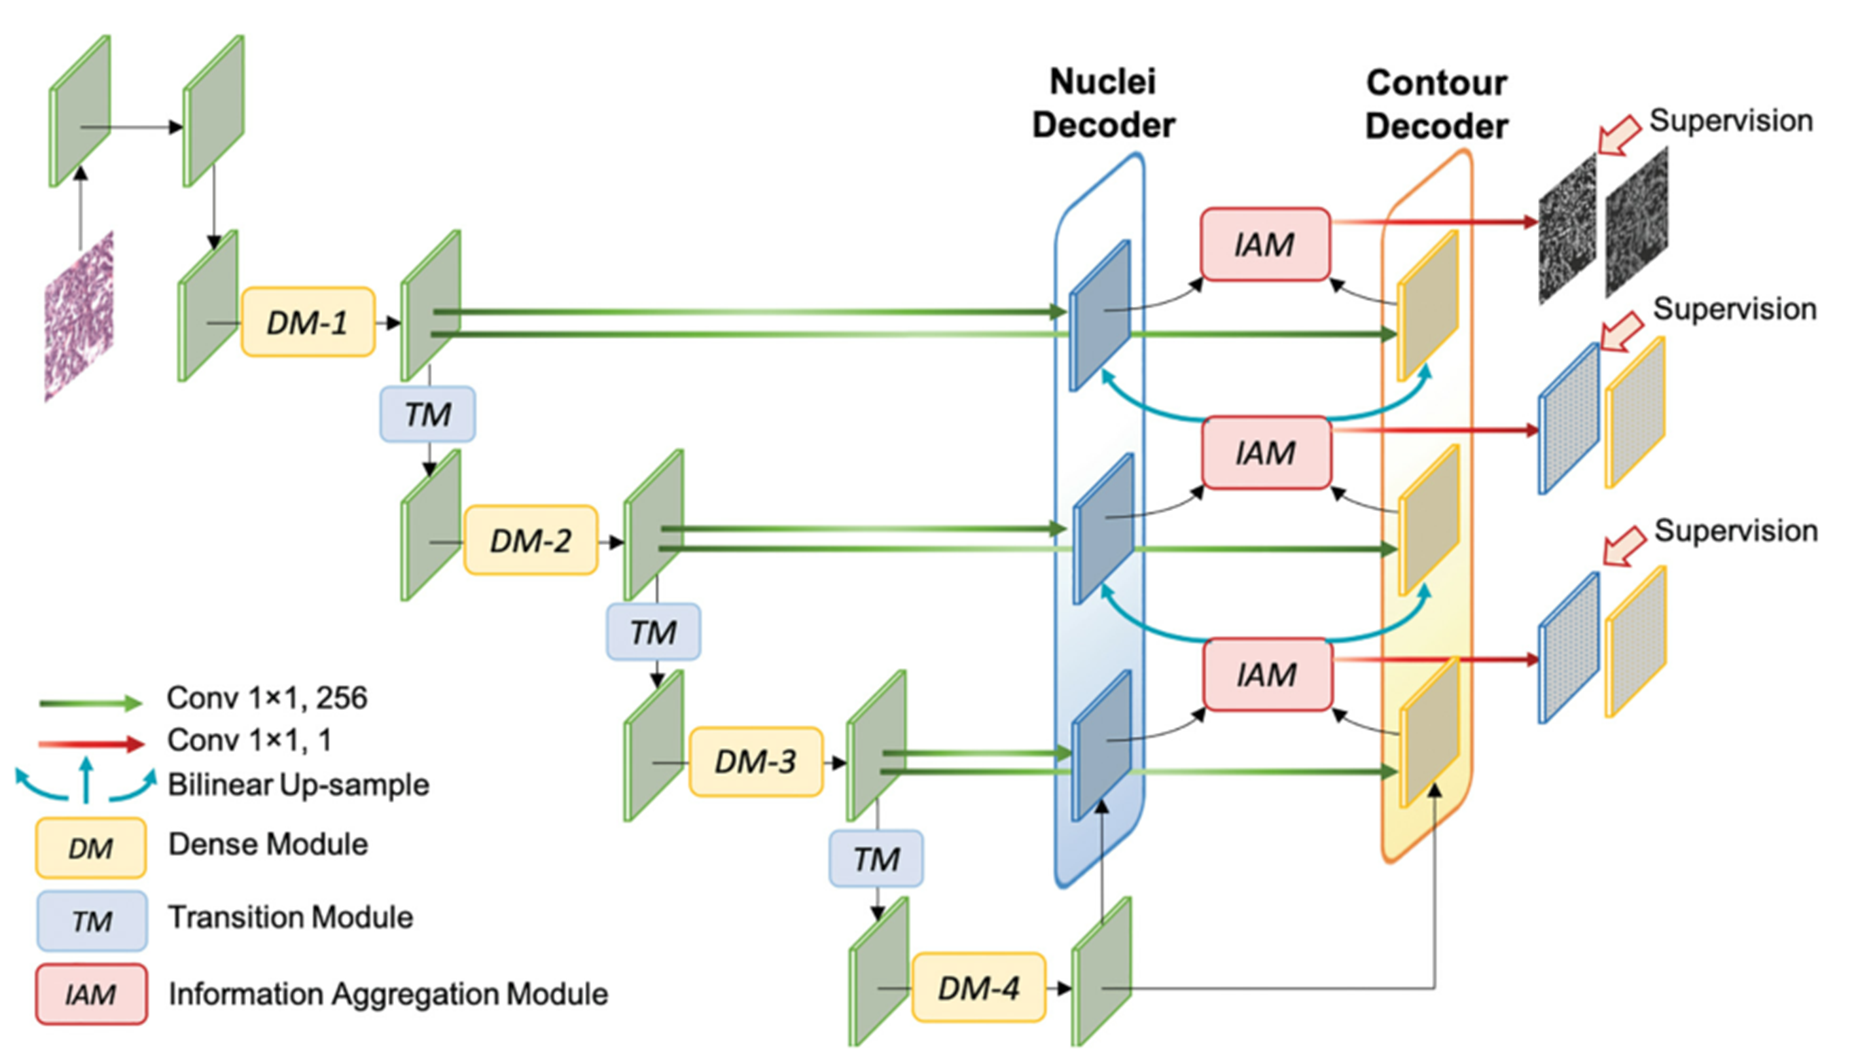 Nuclei
Decoder
Contour
Decoder
Supervision
IAM
DM-1
Supervision
TM
IAM
DM-2
Supervision
TM
IAM
DM-3
TM
DM-4
Conv 1×1, 256
Conv 1×1, 1
Bilinear Up-sample
DM
Dense Module
TM
Transition Module
IAM
Information Aggregation Module